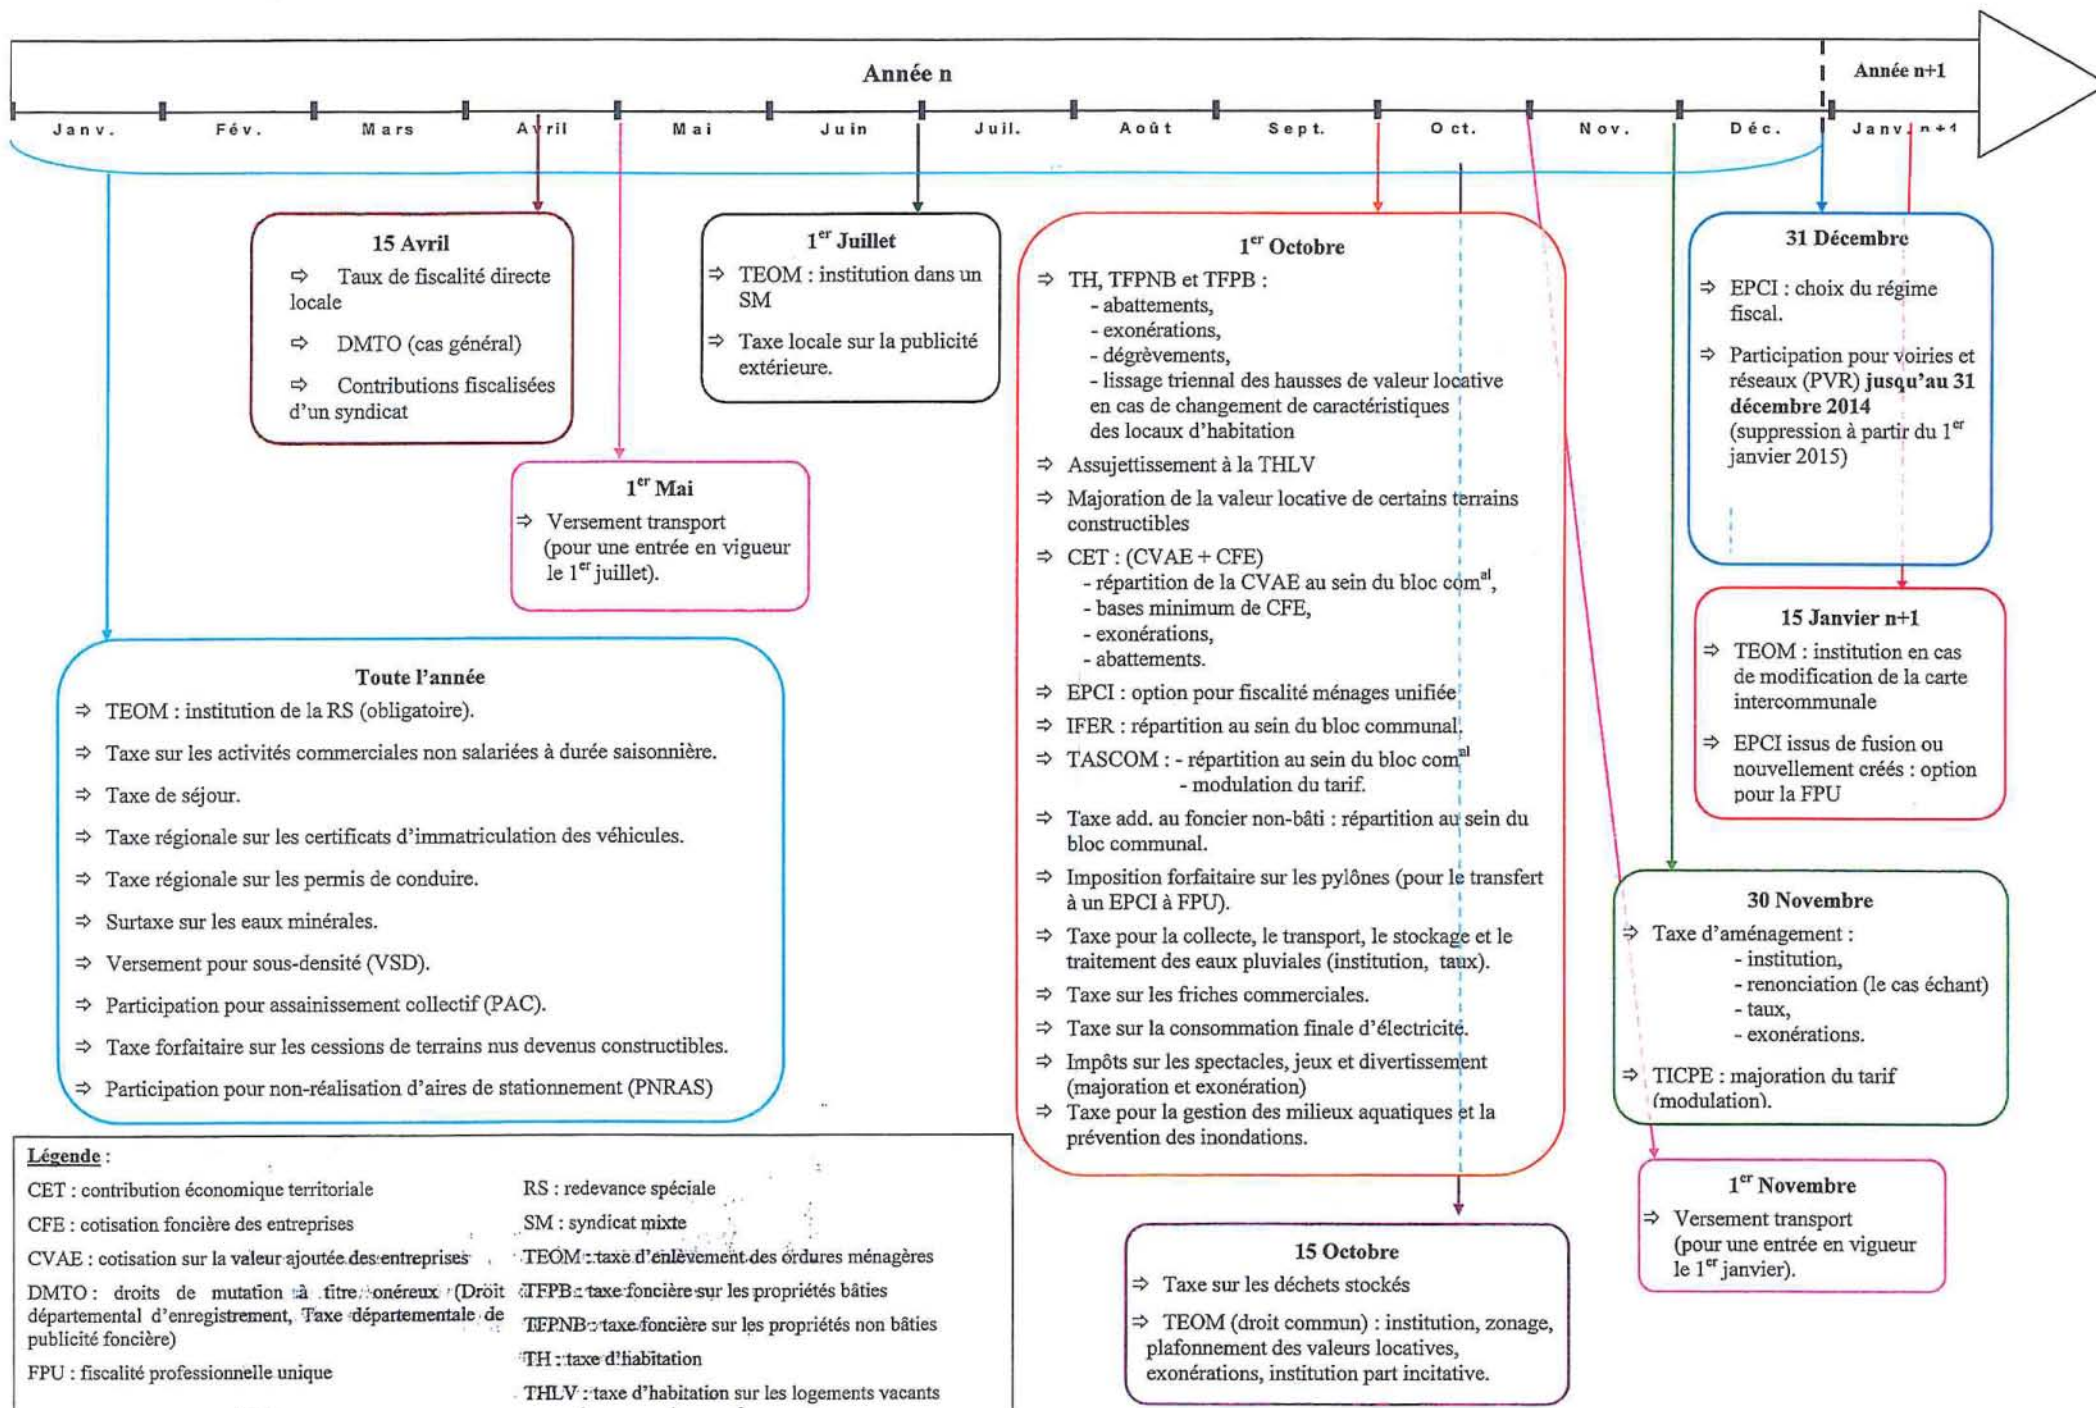 Année n
Année n+1
Janv.
Fév.
Mars
Avril
Mai
Juin
Juil.
Août
Sept.
Oct.
Nov.
Déc.
Janv. n+1
15 Avril
⇨ Taux de fiscalité directe
locale
⇨ DMTO (cas général)
⇨ Contributions fiscalisées
d'un syndicat
1er Mai
⇨ Versement transport
(pour une entrée en vigueur
le 1er juillet).
1er Juillet
⇨ TEOM : institution dans un
SM
⇨ Taxe locale sur la publicité
extérieure.
Toute l'année
⇨ TEOM : institution de la RS (obligatoire).
⇨ Taxe sur les activités commerciales non salariées à durée saisonnière.
⇨ Taxe de séjour.
⇨ Taxe régionale sur les certificats d'immatriculation des véhicules.
⇨ Taxe régionale sur les permis de conduire.
⇨ Surtaxe sur les eaux minérales.
⇨ Versement pour sous-densité (VSD).
⇨ Participation pour assainissement collectif (PAC).
⇨ Taxe forfaitaire sur les cessions de terrains nus devenus constructibles.
⇨ Participation pour non-réalisation d'aires de stationnement (PNRAS)
1er Octobre
⇨ TH, TFPNB et TFPB :
- abattements,
- exonérations,
- dégrèvements,
- lissage triennal des hausses de valeur locative
en cas de changement de caractéristiques
des locaux d'habitation
⇨ Assujettissement à la THLV
⇨ Majoration de la valeur locative de certains terrains
constructibles
⇨ CET : (CVAE + CFE)
- répartition de la CVAE au sein du bloc comal,
- bases minimum de CFE,
- exonérations,
- abattements.
⇨ EPCI : option pour fiscalité ménages unifiée
⇨ IFER : répartition au sein du bloc communal.
⇨ TASCOM : - répartition au sein du bloc comal
- modulation du tarif.
⇨ Taxe add. au foncier non-bâti : répartition au sein du
bloc communal.
⇨ Imposition forfaitaire sur les pylônes (pour le transfert
à un EPCI à FPU).
⇨ Taxe pour la collecte, le transport, le stockage et le
traitement des eaux pluviales (institution, taux).
⇨ Taxe sur les friches commerciales.
⇨ Taxe sur la consommation finale d'électricité.
⇨ Impôts sur les spectacles, jeux et divertissement
(majoration et exonération)
⇨ Taxe pour la gestion des milieux aquatiques et la
prévention des inondations.
15 Octobre
⇨ Taxe sur les déchets stockés
⇨ TEOM (droit commun) : institution, zonage,
plafonnement des valeurs locatives,
exonérations, institution part incitative.
31 Décembre
⇨ EPCI : choix du régime
fiscal.
⇨ Participation pour voiries et
réseaux (PVR) jusqu'au 31
décembre 2014
(suppression à partir du 1er
janvier 2015)
15 Janvier n+1
⇨ TEOM : institution en cas
de modification de la carte
intercommunale
⇨ EPCI issus de fusion ou
nouvellement créés : option
pour la FPU
30 Novembre
⇨ Taxe d'aménagement :
- institution,
- renonciation (le cas échant)
- taux,
- exonérations.
⇨ TICPE : majoration du tarif
(modulation).
1er Novembre
⇨ Versement transport
(pour une entrée en vigueur
le 1er janvier).
Légende :
CET : contribution économique territoriale
CFE : cotisation foncière des entreprises
CVAE : cotisation sur la valeur ajoutée des entreprises
DMTO : droits de mutation à titre onéreux (Droit
départemental d'enregistrement, Taxe départementale de
publicité foncière)
FPU : fiscalité professionnelle unique
RS : redevance spéciale
SM : syndicat mixte
TEOM : taxe d'enlèvement des ordures ménagères
TFPB : taxe foncière sur les propriétés bâties
TFPNB : taxe foncière sur les propriétés non bâties
TH : taxe d'habitation
THLV : taxe d'habitation sur les logements vacants